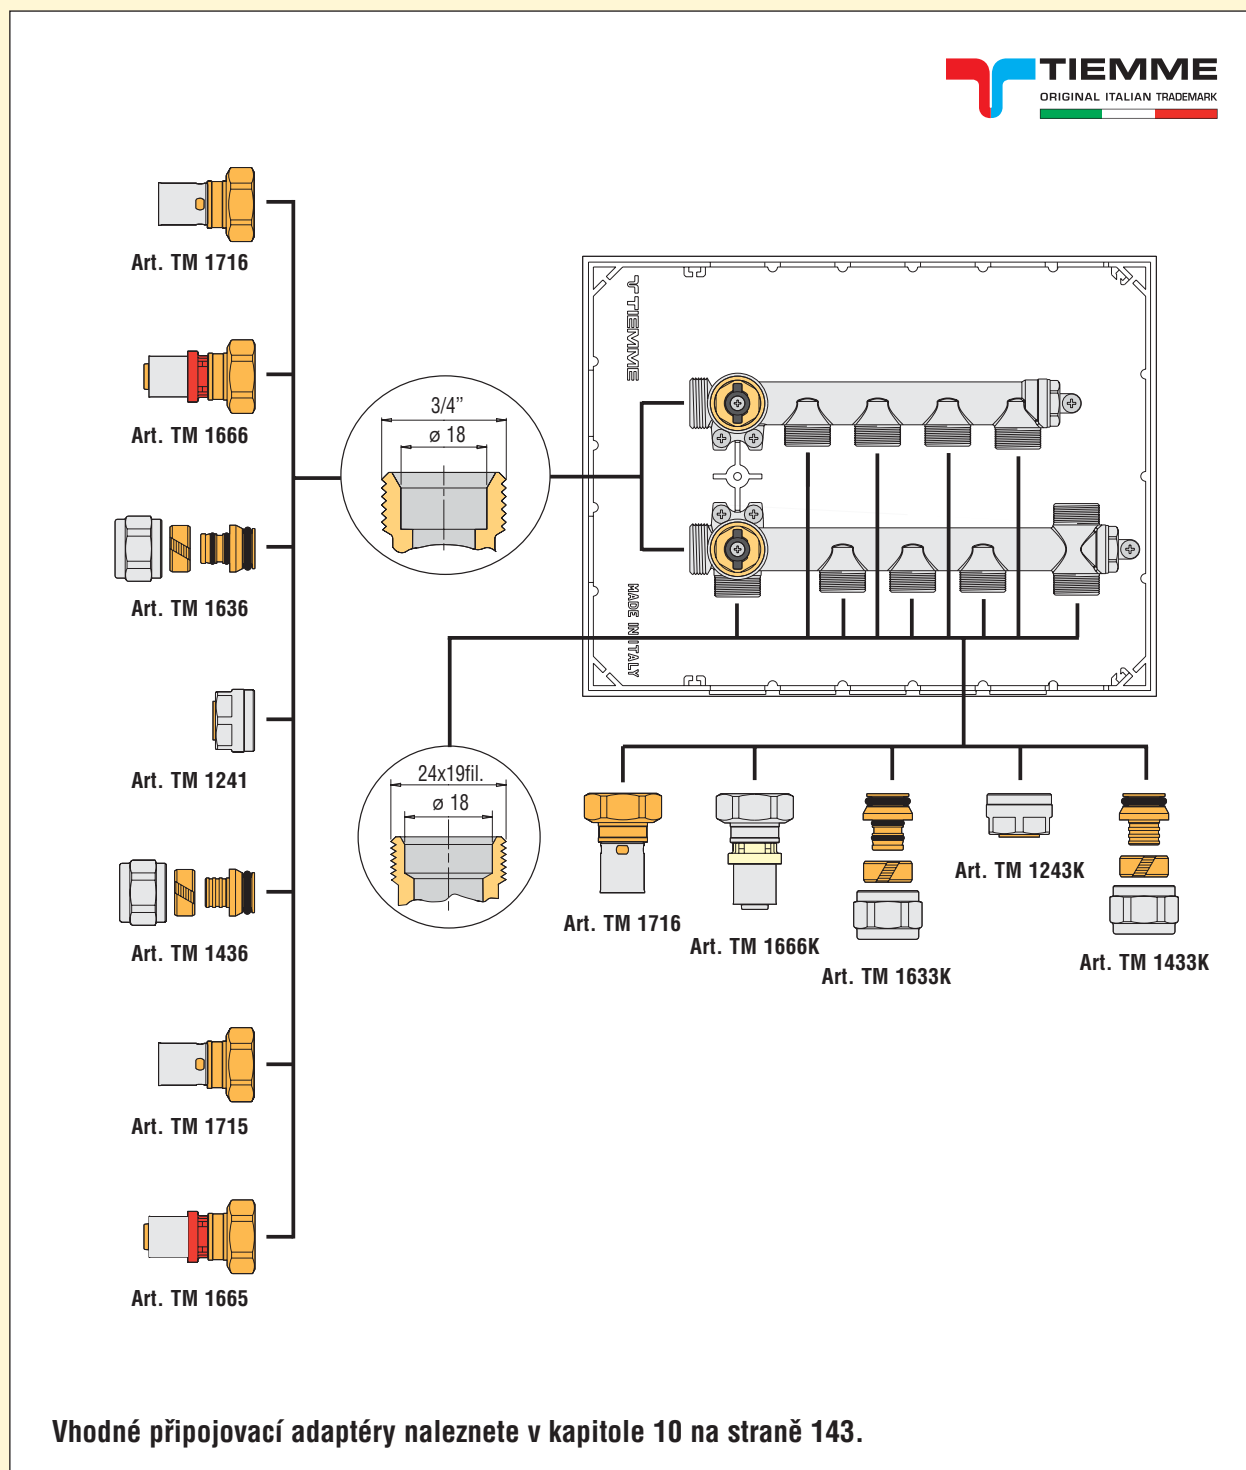 TIEMME
ORIGINAL ITALIAN TRADEMARK
Art. TM 1716
Art. TM 1666
Art. TM 1636
Art. TM 1241
Art. TM 1436
Art. TM 1715
Art. TM 1665
3/4”
ø 18
TIEMME
MADE IN ITALY
24x19fil.
ø 18
Art. TM 1716
Art. TM 1666K
Art. TM 1633K
Art. TM 1243K
Art. TM 1433K
Vhodné připojovací adaptéry naleznete v kapitole 10 na straně 143.